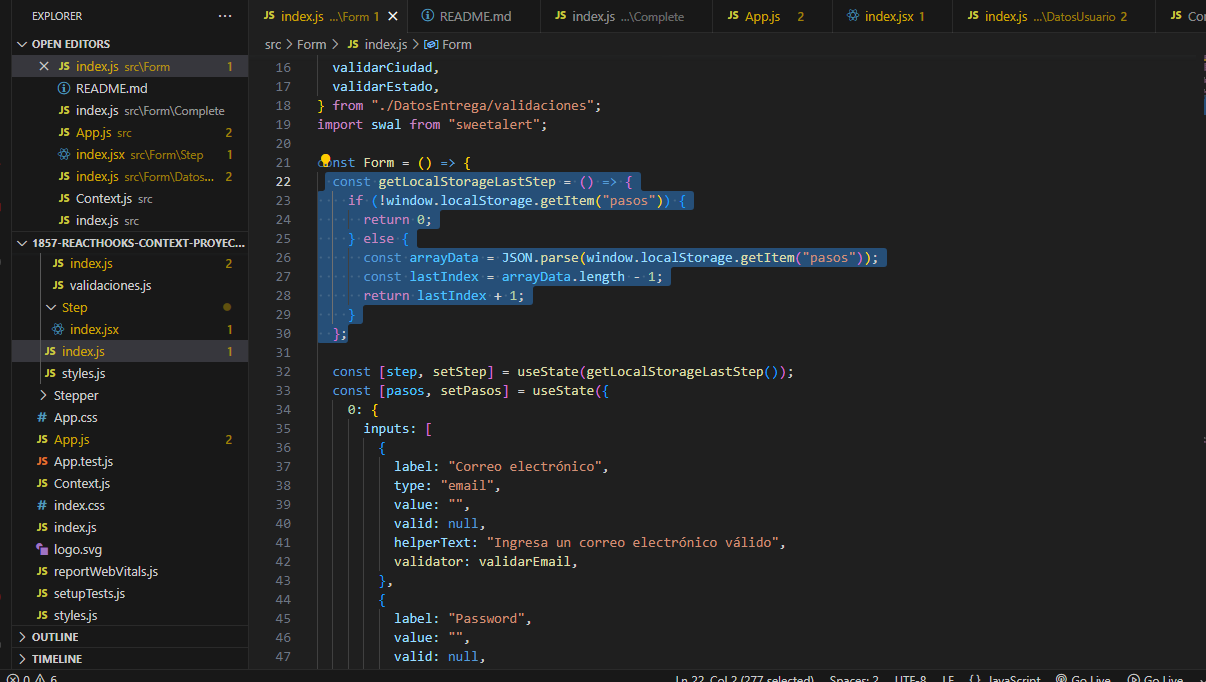 EXPLORER ...
OPEN EDITORS
JS index.js src\Form 1
README.md
JS index.js src\Form\Complete
JS App.js src 2
index.jsx src\Form\Step 1
JS index.js src\Form\Datos... 2
JS Context.js src
JS index.js src
1857-REACTHOOKS-CONTEXT-PROYEC...
JS index.js 2
JS validaciones.js
Step
index.jsx 1
JS index.js 1
JS styles.js
Stepper
# App.css
JS App.js 2
JS App.test.js
JS Context.js
# index.css
JS index.js
logo.svg
JS reportWebVitals.js
JS setupTests.js
JS styles.js
OUTLINE
TIMELINE
JS index.js ...\Form 1
README.md
JS index.js ...\Complete
JS App.js 2
index.jsx 1
JS index.js ...\DatosUsuario 2
JS Con
src > Form > JS index.js > Form
16 validarCiudad,
17 validarEstado,
18 } from "./DatosEntrega/validaciones";
19 import swal from "sweetalert";
20
21 const Form = () => {
22 const getLocalStorageLastStep = () => {
23 if (!window.localStorage.getItem("pasos")) {
24 return 0;
25 } else {
26 const arrayData = JSON.parse(window.localStorage.getItem("pasos"));
27 const lastIndex = arrayData.length - 1;
28 return lastIndex + 1;
29 }
30 };
31
32 const [step, setStep] = useState(getLocalStorageLastStep());
33 const [pasos, setPasos] = useState({
34 0: {
35 inputs: [
36 {
37 label: "Correo electrónico",
38 type: "email",
39 value: "",
40 valid: null,
41 helperText: "Ingresa un correo electrónico válido",
42 validator: validarEmail,
43 },
44 {
45 label: "Password",
46 value: "",
47 valid: null,
0 6
Ln 22, Col 2 (277 selected) Spaces: 2 UTF-8 LF {} JavaScript Go Live Go Live